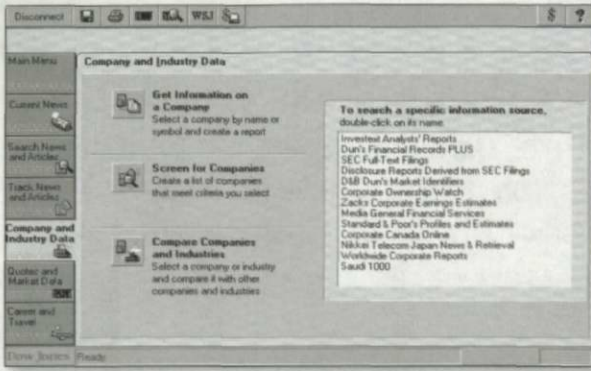 Disconnect
WSJ
$
?
Main Menu
Company and Industry Data
Current News
Search News
and Articles
Track News
and Articles
Company and
Industry Data
Quotes and
Market Data
Career and
Travel
Get Information on
a Company
Select a company by name or
symbol and create a report
Screen for Companies
Create a list of companies
that meet criteria you select
Compare Companies
and Industries
Select a company or industry
and compare it with other
companies and industries
To search a specific information source,
double-click on its name:
Investext Analysts' Reports
Dun's Financial Records PLUS
SEC Full-Text Filings
Disclosure Reports Derived from SEC Filings
D&B Dun's Market Identifiers
Corporate Ownership Watch
Zacks Corporate Earnings Estimates
Media General Financial Services
Standard & Poor's Profiles and Estimates
Corporate Canada Online
Nikkei Telecom Japan News & Retrieval
Worldwide Corporate Reports
Saudi 1000
Dow Jones Ready